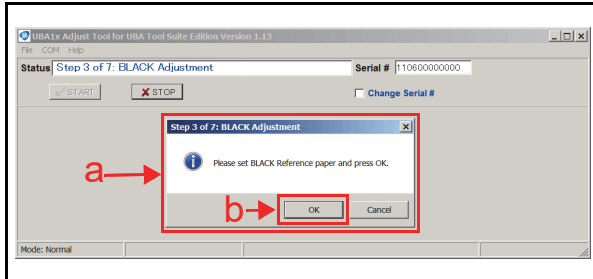 UBA1x Adjust Tool for UBA Tool Suite Edition Version 1.13
File COM Help
Status Step 3 of 7: BLACK Adjustment Serial # 110600000000
START STOP Change Serial #
Step 3 of 7: BLACK Adjustment
a
Please set BLACK Reference paper and press OK.
b OK Cancel
Mode: Normal